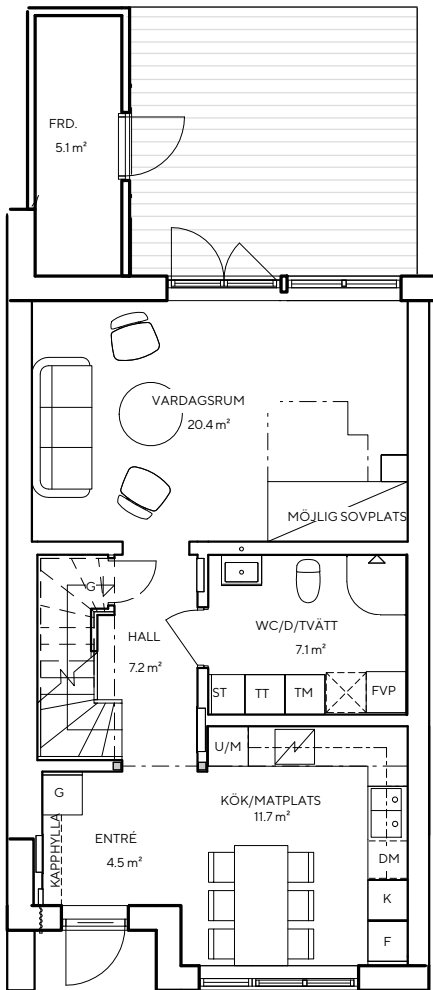 FRD.
5.1 m²
VARDAGSRUM
20.4 m²
MÖJLIG SOVPLATS
G
HALL
7.2 m²
WC/D/TVÄTT
7.1 m²
ST
TT
TM
FVP
U/M
G
KÖK/MATPLATS
11.7 m²
KAPPHYLLA
ENTRÉ
4.5 m²
DM
K
F